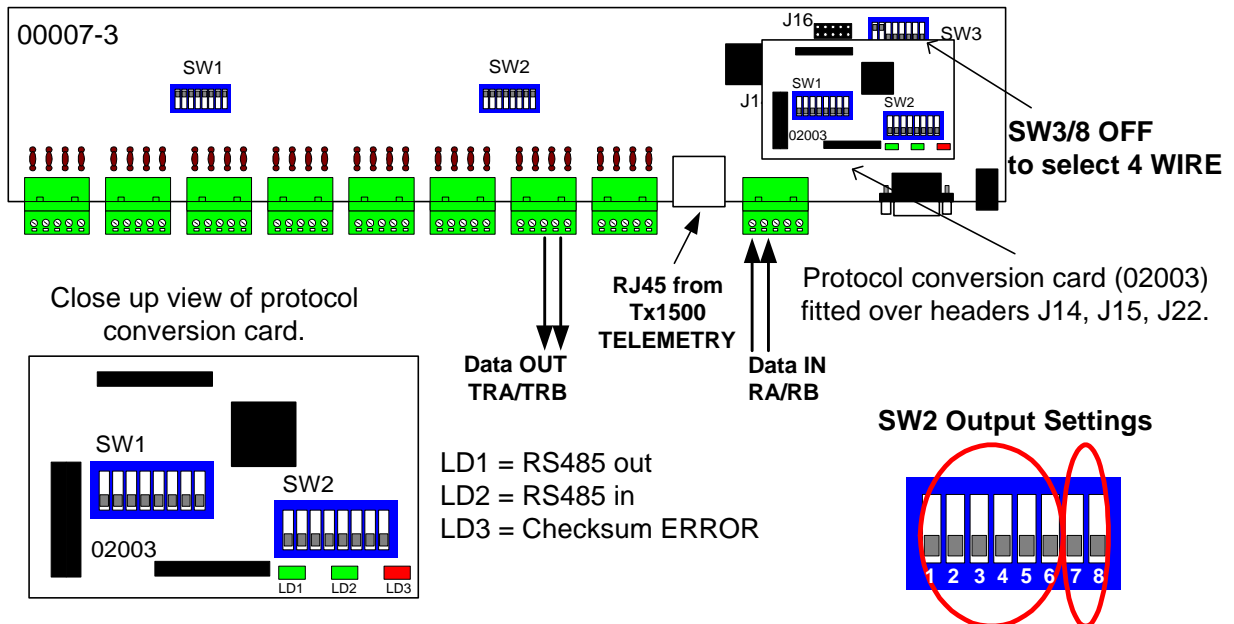 00007-3
SW1
SW2
J16
SW3
J1
SW1
SW2
02003
SW3/8 OFF
to select 4 WIRE
RJ45 from
Tx1500
TELEMETRY
Data OUT
TRA/TRB
Data IN
RA/RB
Protocol conversion card (02003)
fitted over headers J14, J15, J22.
Close up view of protocol
conversion card.
SW1
SW2
02003
LD1 LD2 LD3
LD1 = RS485 out
LD2 = RS485 in
LD3 = Checksum ERROR
SW2 Output Settings
1 2 3 4 5 6 7 8